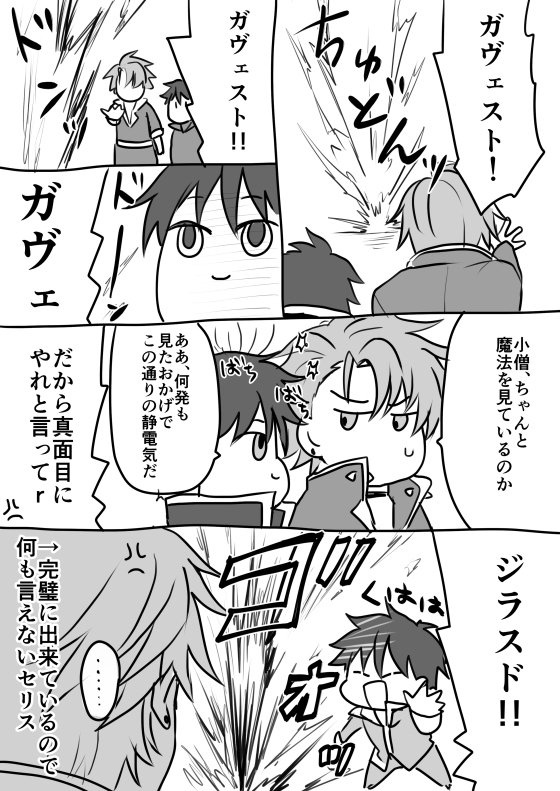 ガヴェスト!
ちゅどんっ
ガヴェスト!!
ドンッ
ドーン
ガヴェ
小僧、ちゃんと
魔法を見ているのか
ばち
ばち
ああ、何発も
見たおかげで
この通りの静電気だ
だから真面目に
やれと言ってr
ジラスド!!
くはは
ゴオッ
……
→完璧に出来ているので
何も言えないセリス